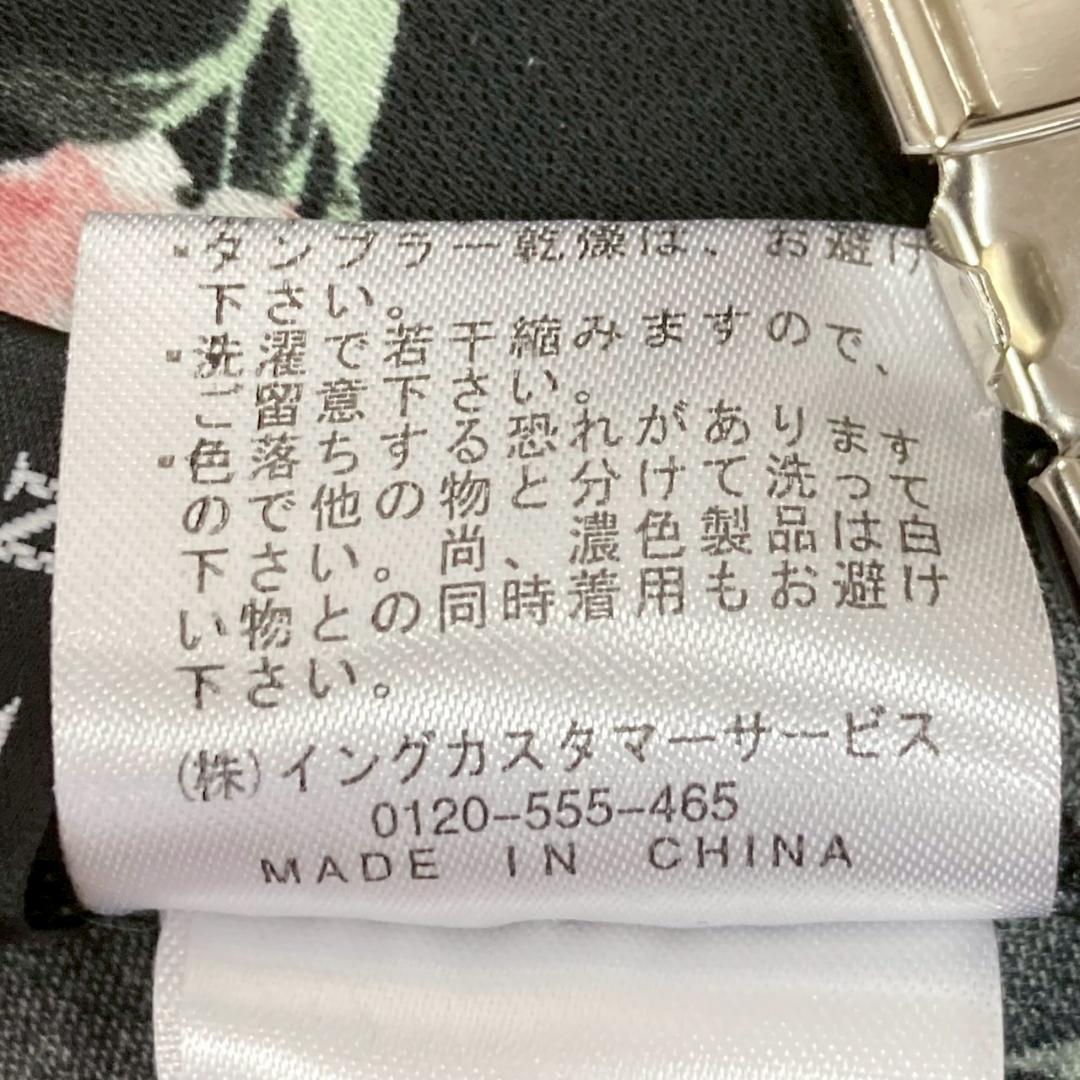 ・タンブラー乾燥は、お避け
下さい。
・洗濯で若干縮みますので、
ご留意下さい。
・色落ちする恐れがあります
ので他の物と分けて洗って
下さい。尚、濃色製品は白
い物との同時着用もお避け
下さい。
(株)イングカスタマーサービス
0120-555-465
MADE IN CHINA